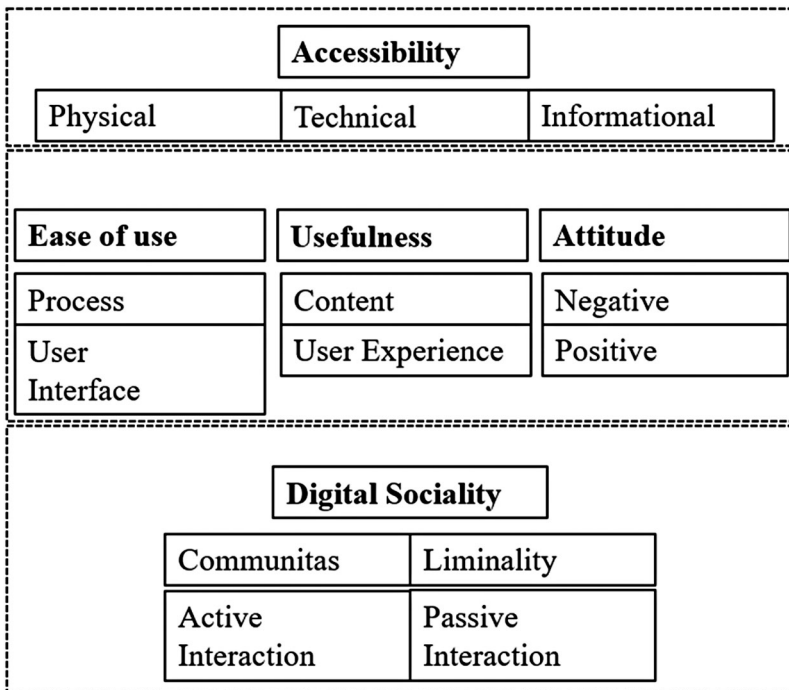 Accessibility
Physical Technical Informational
Ease of use Usefulness Attitude
Process Content Negative
User Interface User Experience Positive
Digital Sociality
Communitas Liminality
Active Interaction Passive Interaction